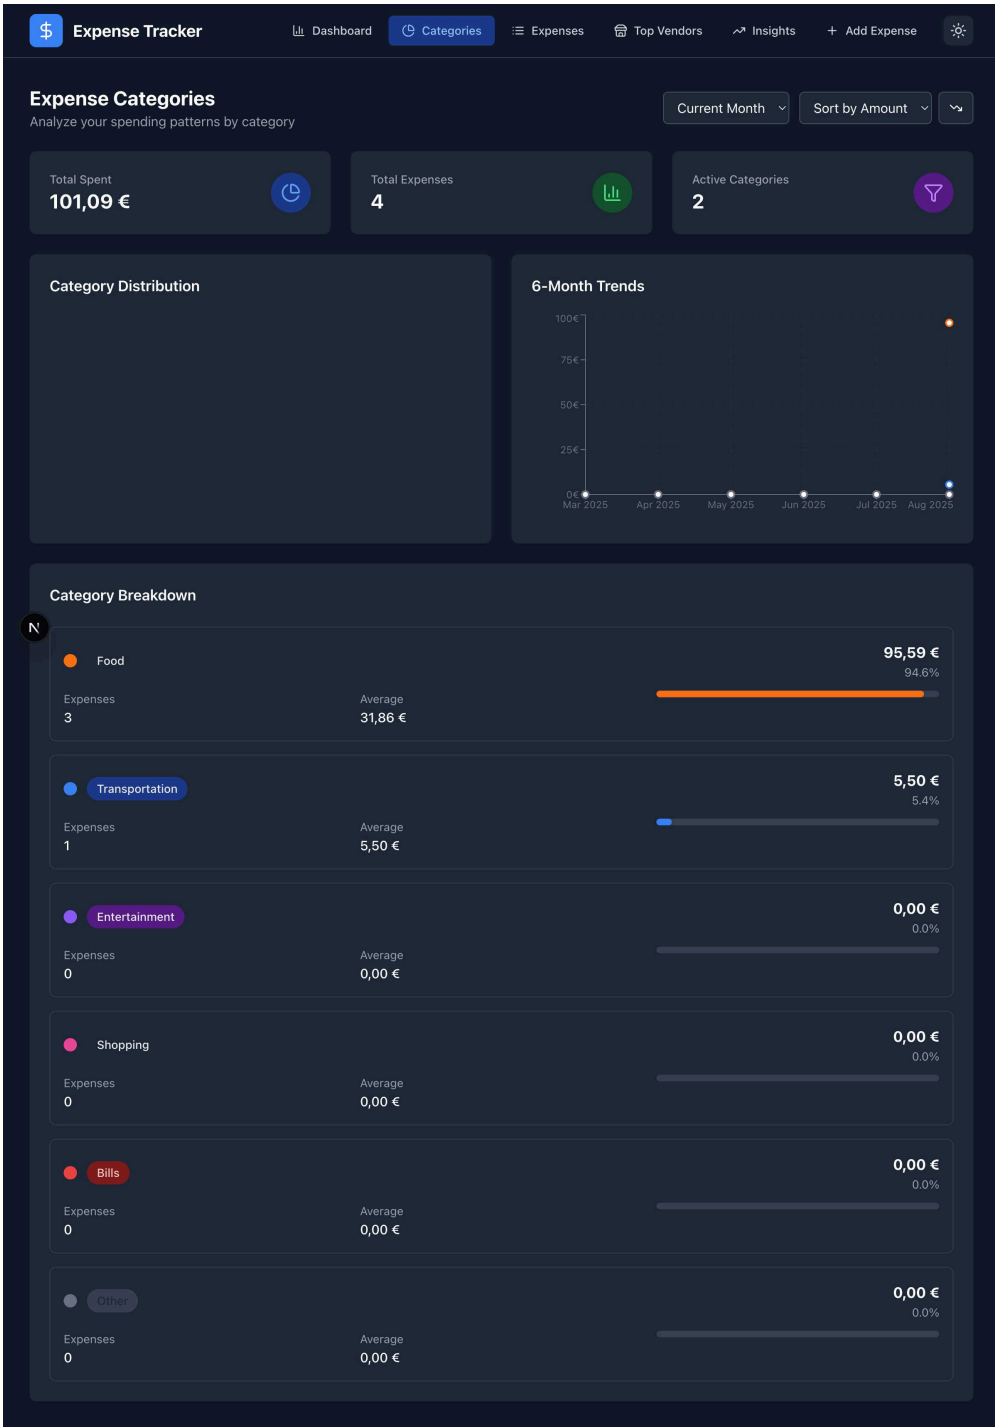 Expense Tracker
Dashboard
Categories
Expenses
Top Vendors
Insights
Add Expense
Expense Categories
Analyze your spending patterns by category
Current Month
Sort by Amount
Total Spent
101,09 €
Total Expenses
4
Active Categories
2
Category Distribution
6-Month Trends
100€
75€
50€
25€
0€
Mar 2025
Apr 2025
May 2025
Jun 2025
Jul 2025
Aug 2025
Category Breakdown
N
Food
95,59 €
94.6%
Expenses
3
Average
31,86 €
Transportation
5,50 €
5.4%
Expenses
1
Average
5,50 €
Entertainment
0,00 €
0.0%
Expenses
0
Average
0,00 €
Shopping
0,00 €
0.0%
Expenses
0
Average
0,00 €
Bills
0,00 €
0.0%
Expenses
0
Average
0,00 €
Other
0,00 €
0.0%
Expenses
0
Average
0,00 €